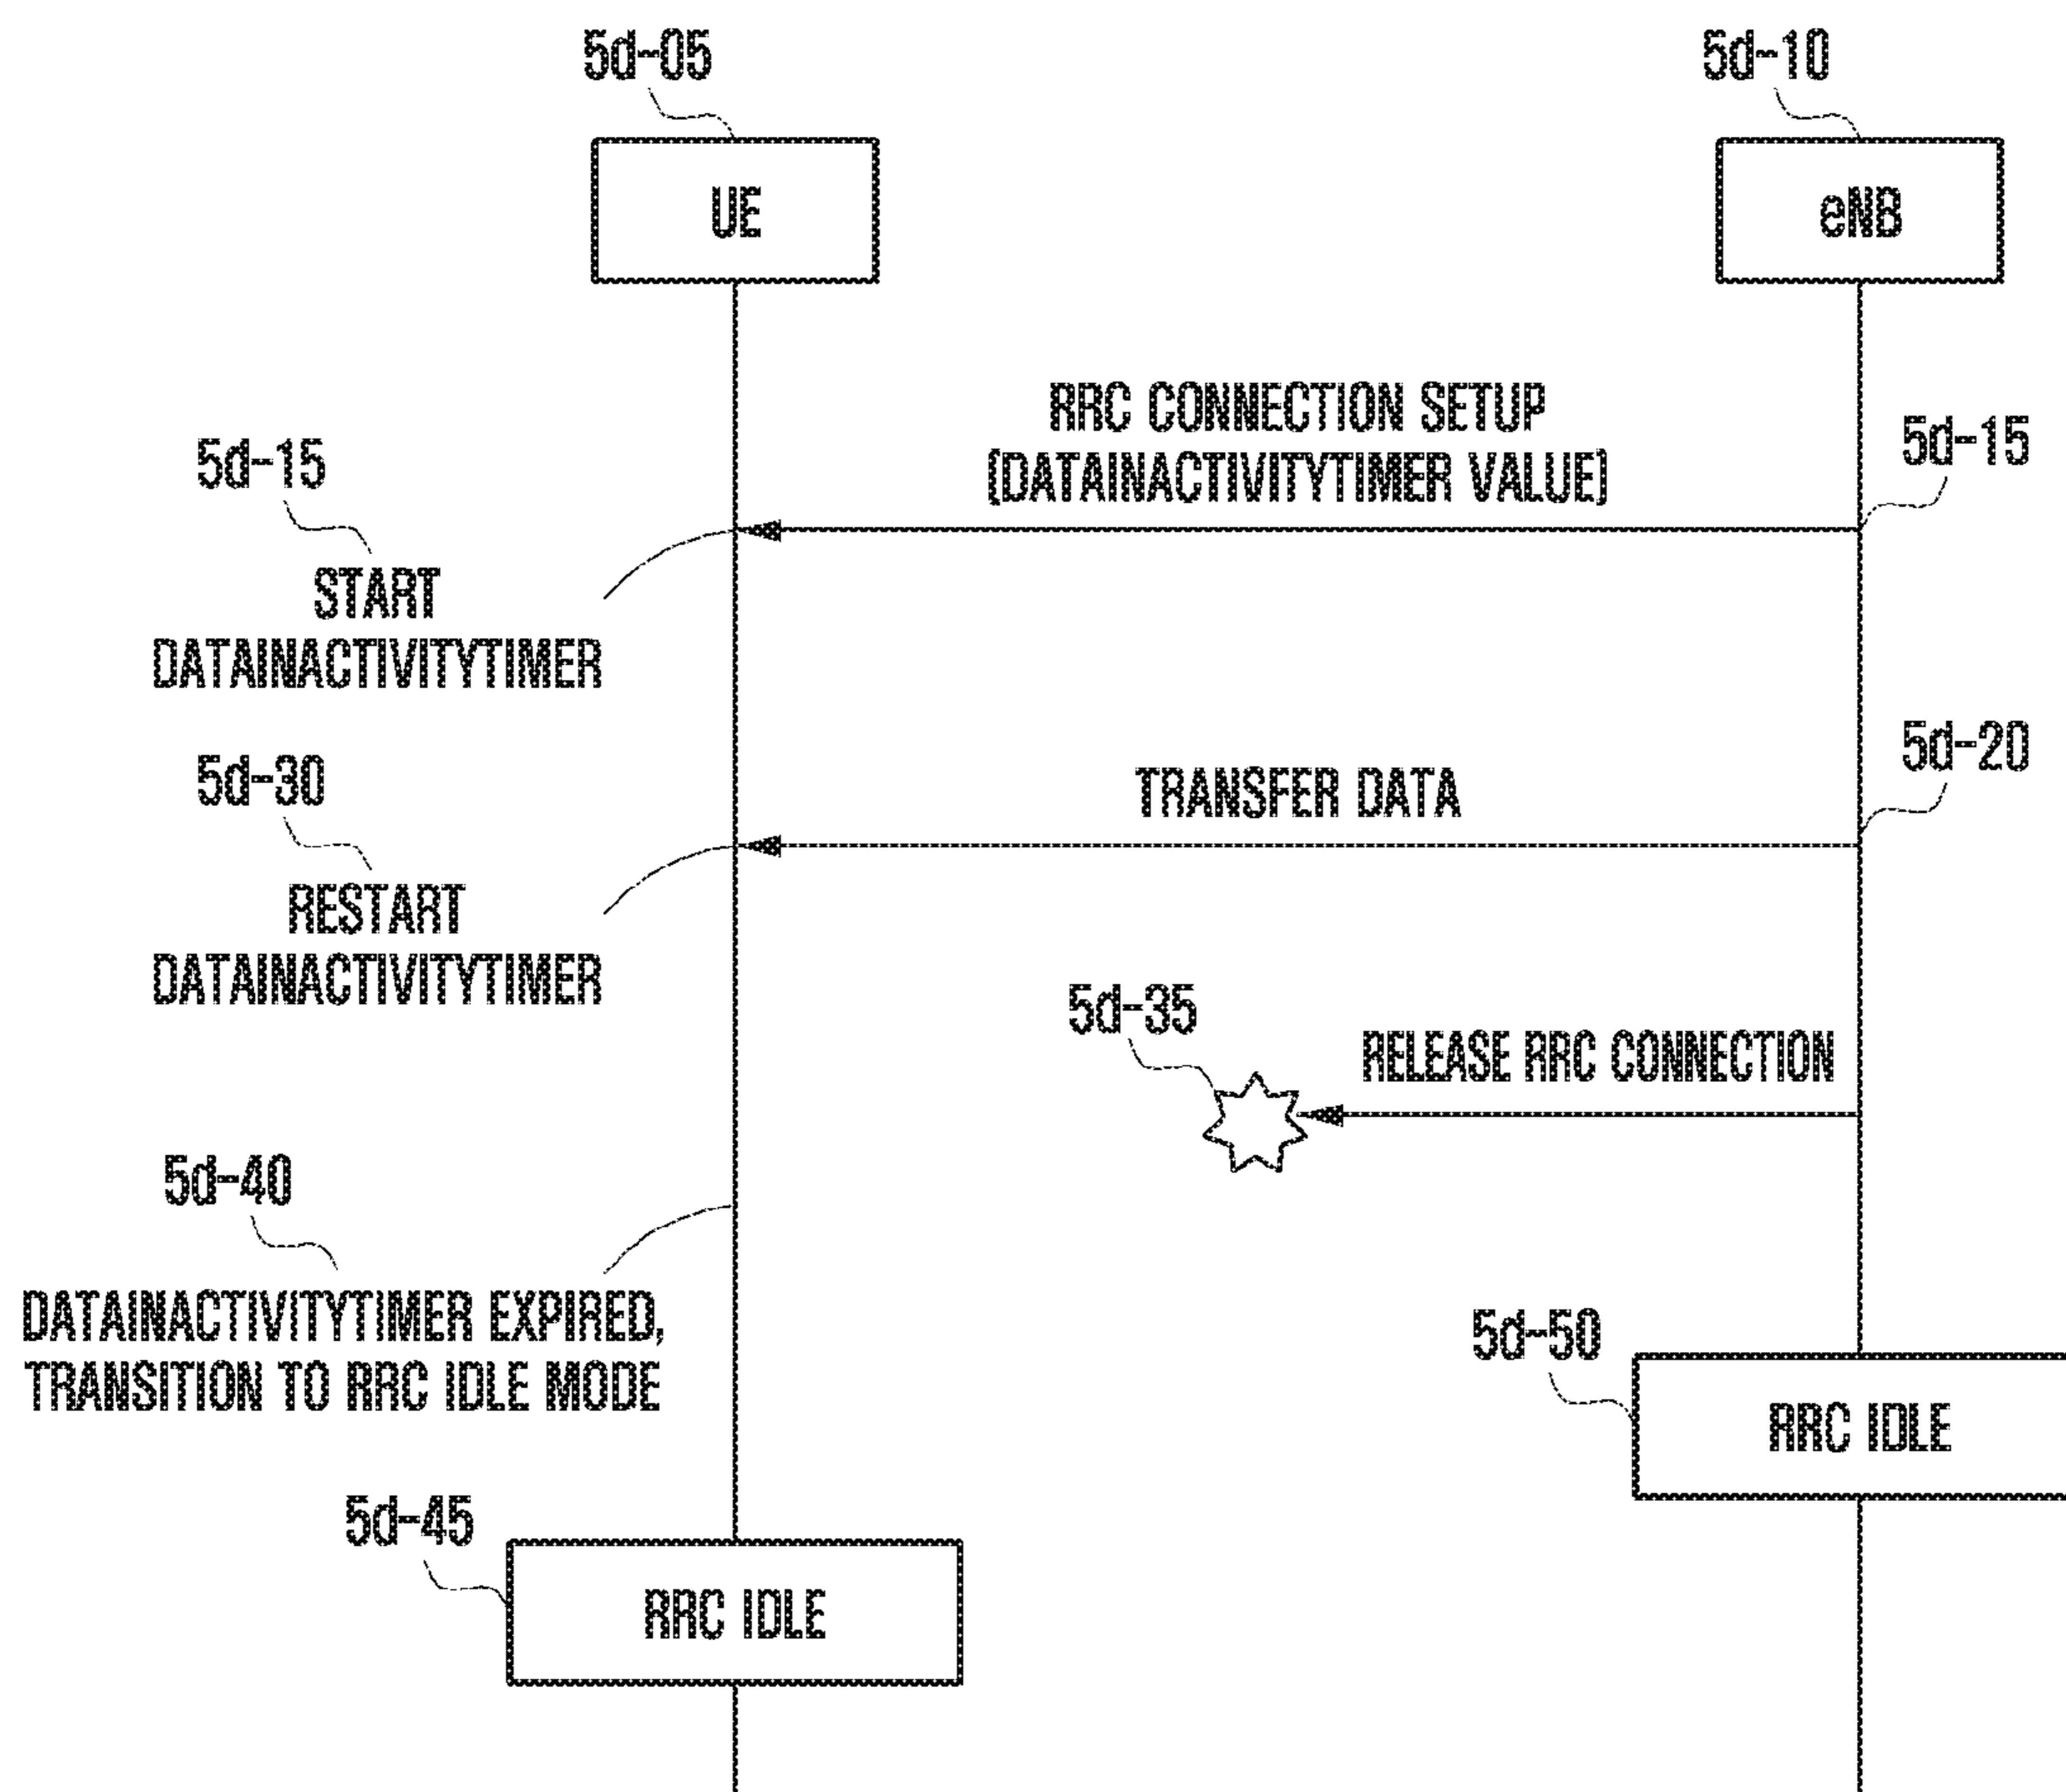 5d-05
5d-10
UE
eNB
RRC CONNECTION SETUP
(DATAINACTIVITYTIMER VALUE)
5d-15
5d-15
START
DATAINACTIVITYTIMER
5d-20
TRANSFER DATA
5d-30
RESTART
DATAINACTIVITYTIMER
5d-35
RELEASE RRC CONNECTION
5d-40
DATAINACTIVITYTIMER EXPIRED,
TRANSITION TO RRC IDLE MODE
5d-50
RRC IDLE
5d-45
RRC IDLE